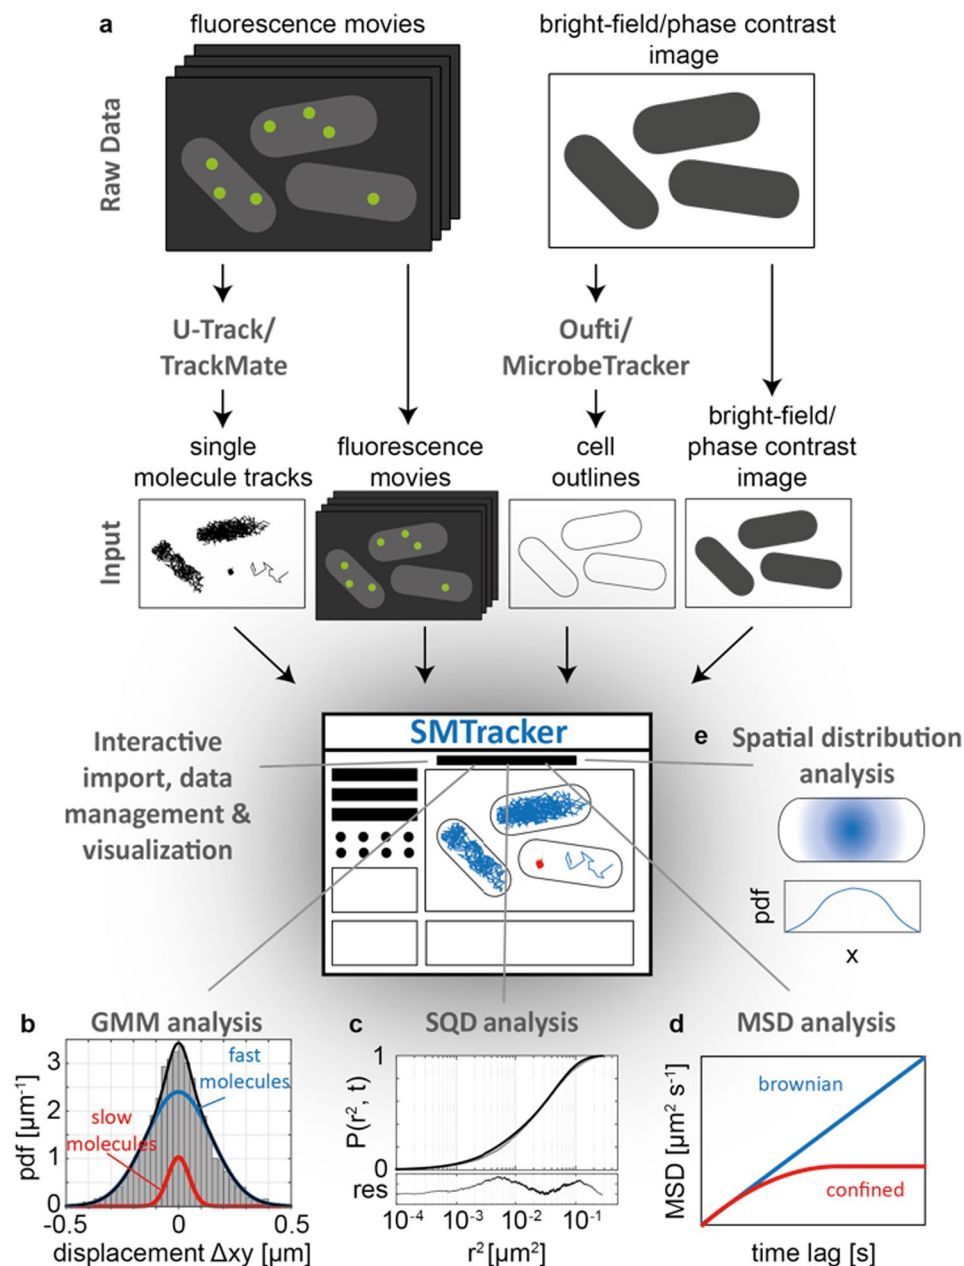 a
fluorescence movies
bright-field/phase contrast
image
Raw Data
U-Track/
TrackMate
Oufti/
MicrobeTracker
single
molecule tracks
fluorescence
movies
cell
outlines
bright-field/
phase contrast
image
Input
SMTracker
Interactive
import, data
management &
visualization
e
Spatial distribution
analysis
pdf
x
b
GMM analysis
3
2
1
0
pdf [µm⁻¹]
fast
molecules
slow
molecules
-0.5
0
0.5
displacement Δxy [µm]
c
SQD analysis
1
0
P(r², t)
res
10⁻⁴
10⁻³
10⁻²
10⁻¹
r² [µm²]
d
MSD analysis
MSD [µm² s⁻¹]
brownian
confined
time lag [s]